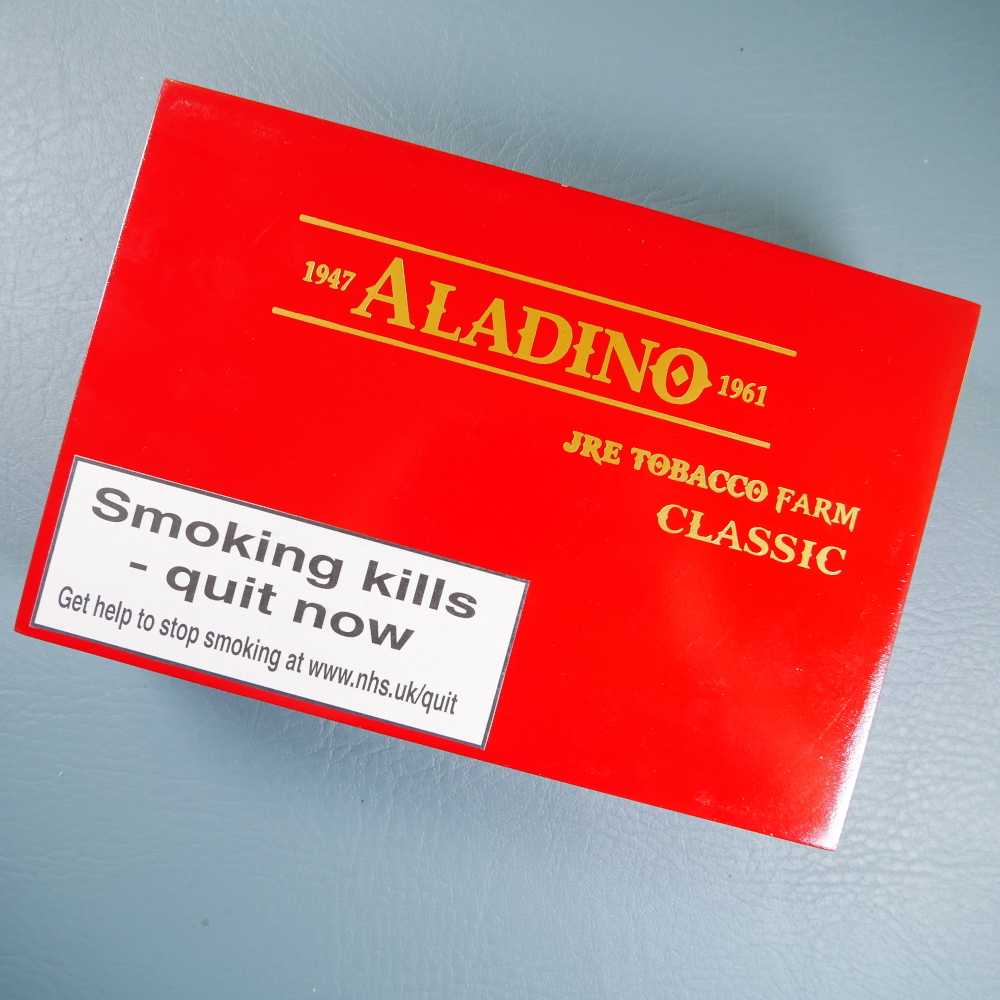 1947 ALADINO 1961
JRE TOBACCO FARM
CLASSIC
Smoking kills
- quit now
Get help to stop smoking at www.nhs.uk/quit